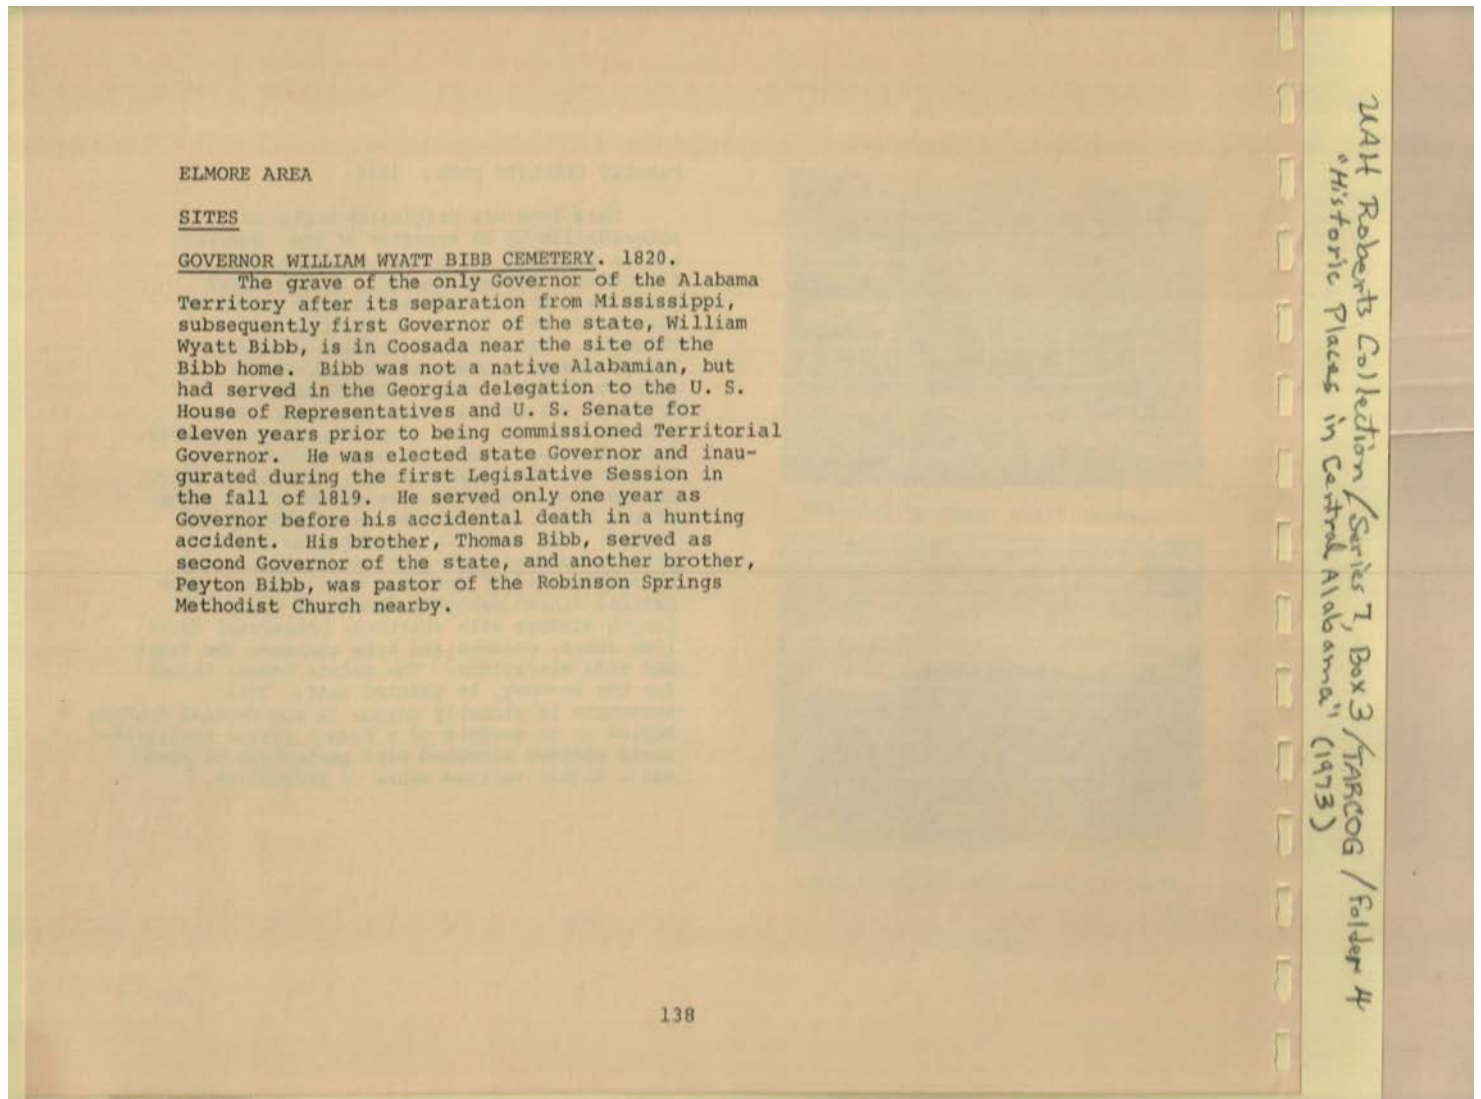 ELMORE AREA
SITES
GOVERNOR WILLIAM WYATT BIBB CEMETERY. 1820.
The grave of the only Governor of the Alabama
Territory after its separation from Mississippi,
subsequently first Governor of the state, William
Wyatt Bibb, is in Coosada near the site of the
Bibb home. Bibb was not a native Alabamian, but
had served in the Georgia delegation to the U. S.
House of Representatives and U. S. Senate for
eleven years prior to being commissioned Territorial
Governor. He was elected state Governor and inau-
gurated during the first Legislative Session in
the fall of 1819. He served only one year as
Governor before his accidental death in a hunting
accident. His brother, Thomas Bibb, served as
second Governor of the state, and another brother,
Peyton Bibb, was pastor of the Robinson Springs
Methodist Church nearby.
138
UAH Roberts Collection/Series 7, Box 3/TARCOG/Folder 4
"Historic Places in Central Alabama" (1973)